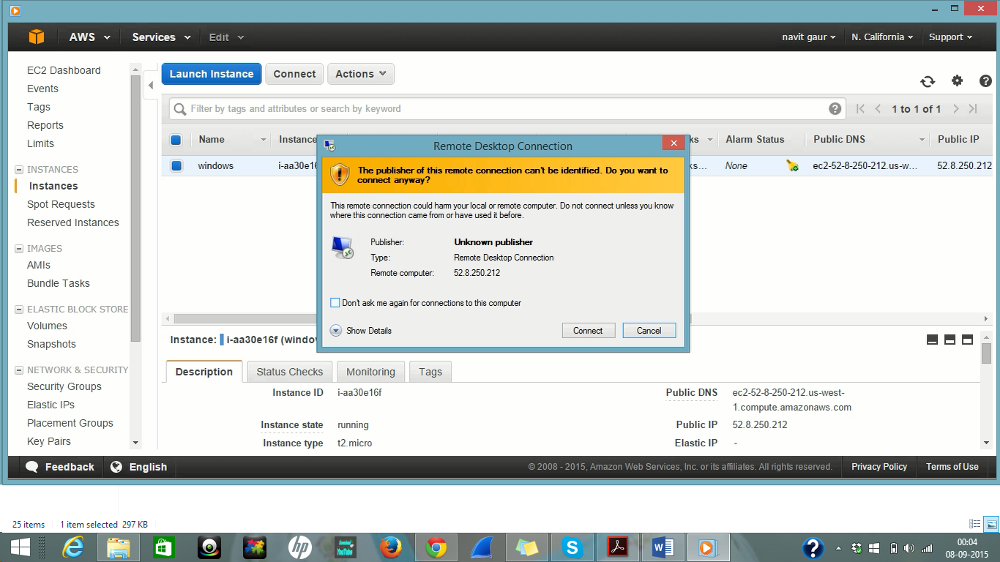 AWS Services Edit navit gaur N. California Support
EC2 Dashboard
Events
Tags
Reports
Limits
INSTANCES
Instances
Spot Requests
Reserved Instances
IMAGES
AMIs
Bundle Tasks
ELASTIC BLOCK STORE
Volumes
Snapshots
NETWORK & SECURITY
Security Groups
Elastic IPs
Placement Groups
Key Pairs
Launch Instance Connect Actions
Filter by tags and attributes or search by keyword
1 to 1 of 1
Name Instance ks Alarm Status Public DNS Public IP
windows i-aa30e16 ks... None ec2-52-8-250-212.us-w... 52.8.250.212
Remote Desktop Connection
The publisher of this remote connection can't be identified. Do you want to
connect anyway?
This remote connection could harm your local or remote computer. Do not connect unless you know
where this connection came from or have used it before.
Publisher: Unknown publisher
Type: Remote Desktop Connection
Remote computer: 52.8.250.212
Don't ask me again for connections to this computer
Show Details Connect Cancel
Instance: i-aa30e16f (window
Description Status Checks Monitoring Tags
Instance ID i-aa30e16f Public DNS ec2-52-8-250-212.us-west-
1.compute.amazonaws.com
Instance state running Public IP 52.8.250.212
Instance type t2.micro Elastic IP -
Feedback English © 2008 - 2015, Amazon Web Services, Inc. or its affiliates. All rights reserved. Privacy Policy Terms of Use
25 items 1 item selected 297 KB
hp
YouTube
00:04
08-09-2015